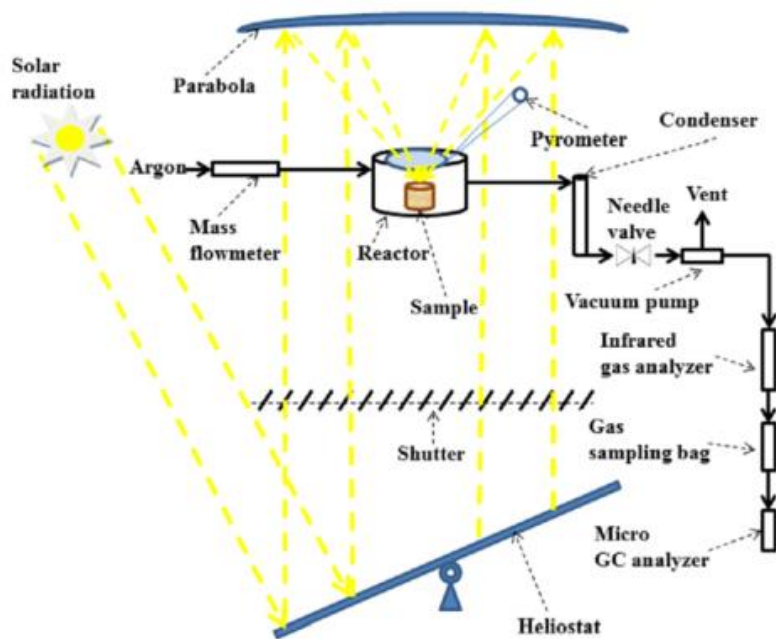 Solar
radiation
Parabola
Pyrometer
Condenser
Argon
Mass
flowmeter
Reactor
Sample
Needle
valve
Vent
Vacuum pump
Infrared
gas analyzer
Shutter
Gas
sampling bag
Micro
GC analyzer
Heliostat